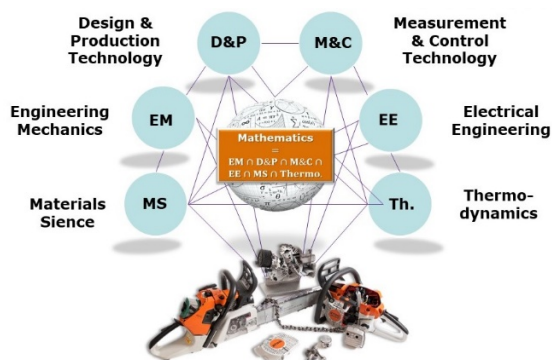 Design &
Production
Technology
D&P
M&C
Measurement
& Control
Technology
Engineering
Mechanics
EM
Mathematics
=
EM ∩ D&P ∩ M&C ∩
EE ∩ MS ∩ Thermo.
EE
Electrical
Engineering
Materials
Sience
MS
Th.
Thermo-
dynamics